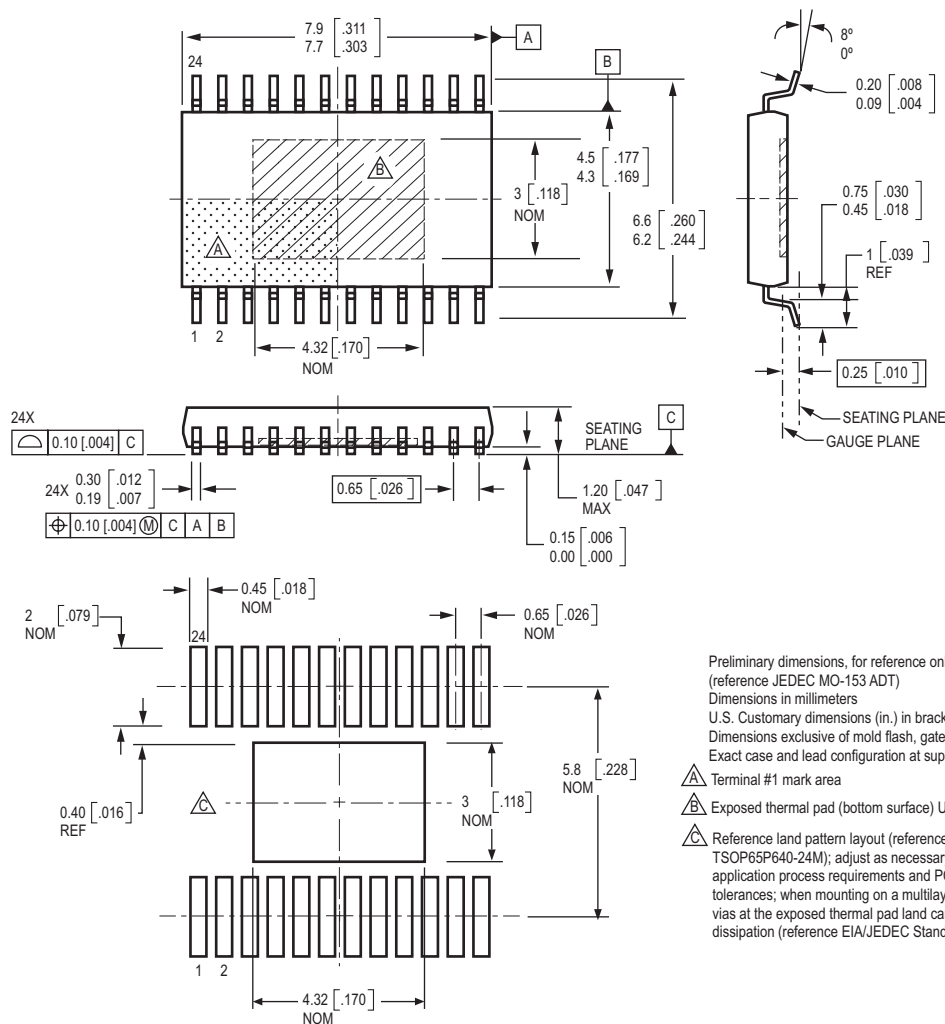 7.9 [.311]
7.7 [.303]
A
24
B
8º
0º
0.20 [.008]
0.09 [.004]
B
3 [.118]
NOM
4.5 [.177]
4.3 [.169]
6.6 [.260]
6.2 [.244]
0.75 [.030]
0.45 [.018]
1 [.039]
REF
A
1 2
4.32 [.170]
NOM
0.25 [.010]
SEATING PLANE
GAUGE PLANE
24X
0.10 [.004] C
SEATING
PLANE
C
24X 0.30 [.012]
0.19 [.007]
0.10 [.004] M C A B
0.65 [.026]
1.20 [.047]
MAX
0.15 [.006]
0.00 [.000]
0.45 [.018]
NOM
2 [.079]
NOM
24
0.65 [.026]
NOM
0.40 [.016]
REF
C
3 [.118]
NOM
5.8 [.228]
NOM
1 2
4.32 [.170]
NOM
Preliminary dimensions, for reference
(reference JEDEC MO-153 ADT)
Dimensions in millimeters
U.S. Customary dimensions (in.) in
Dimensions exclusive of mold flash,
Exact case and lead configuration at
A Terminal #1 mark area
B Exposed thermal pad (bottom surface)
C Reference land pattern layout (reference
TSOP65P640-24M); adjust as necessary
application process requirements and
tolerances; when mounting on a
vias at the exposed thermal pad land
dissipation (reference EIA/JEDEC